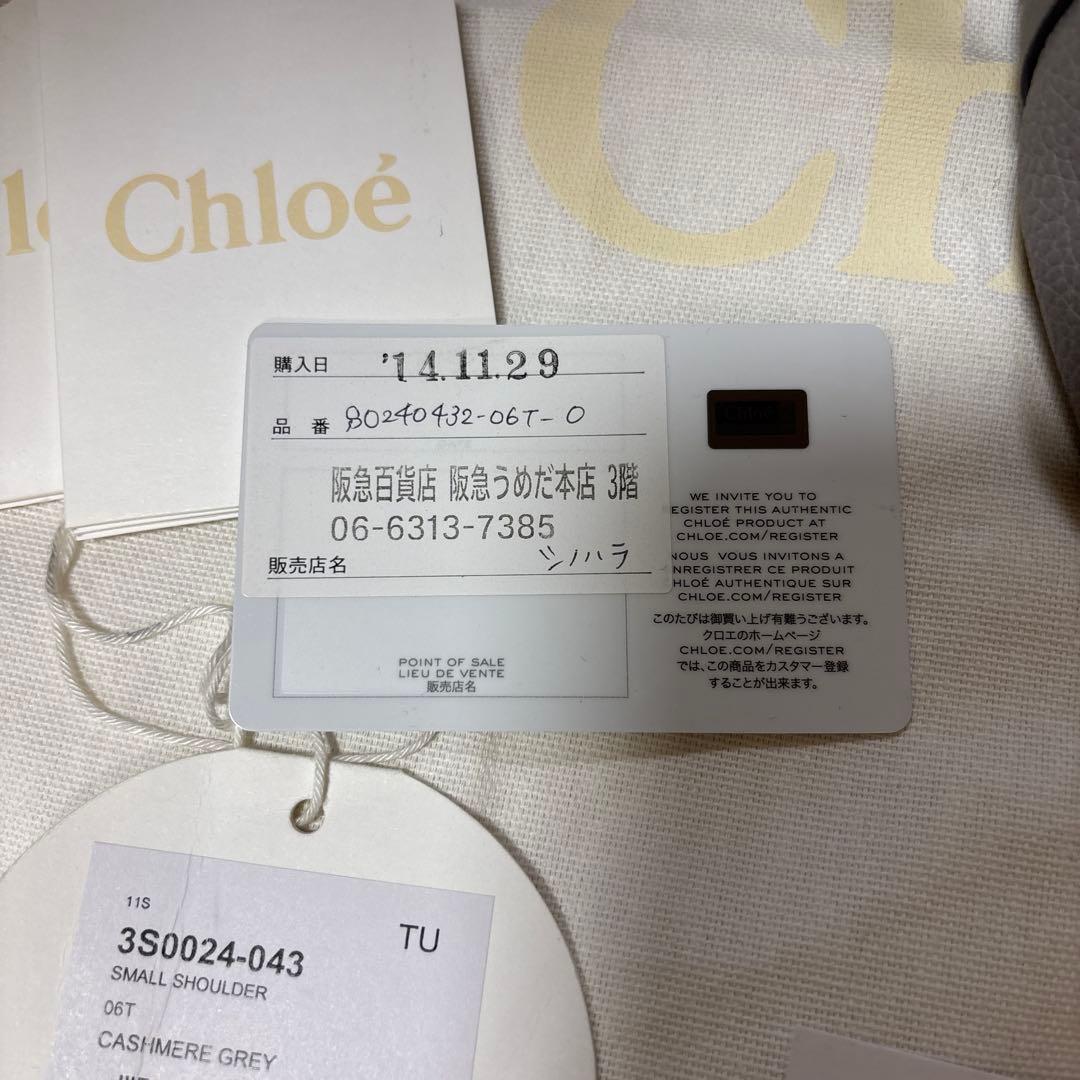 Chloé
Ch
購入日 '14.11.29
品番 80240432-06T-0
阪急百貨店 阪急うめだ本店 3階
06-6313-7385
販売店名 シノハラ
POINT OF SALE
LIEU DE VENTE
販売店名
Chloé
WE INVITE YOU TO
EGISTER THIS AUTHENTIC
CHLOÉ PRODUCT AT
CHLOE.COM/REGISTER
NOUS VOUS INVITONS A
NREGISTRER CE PRODUIT
HLOÉ AUTHENTIQUE SUR
CHLOE.COM/REGISTER
このたびは御買い上げ有難うございます。
クロエのホームページ
CHLOE.COM/REGISTER
では、この商品をカスタマー登録
することが出来ます。
11S
3S0024-043 TU
SMALL SHOULDER
06T
CASHMERE GREY